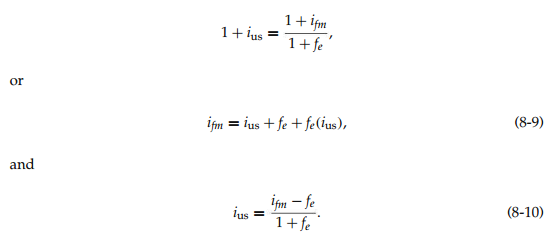 1 + i_us = (1 + i_fm) / (1 + f_e),
or
i_fm = i_us + f_e + f_e(i_us), (8-9)
and
i_us = (i_fm − f_e) / (1 + f_e). (8-10)